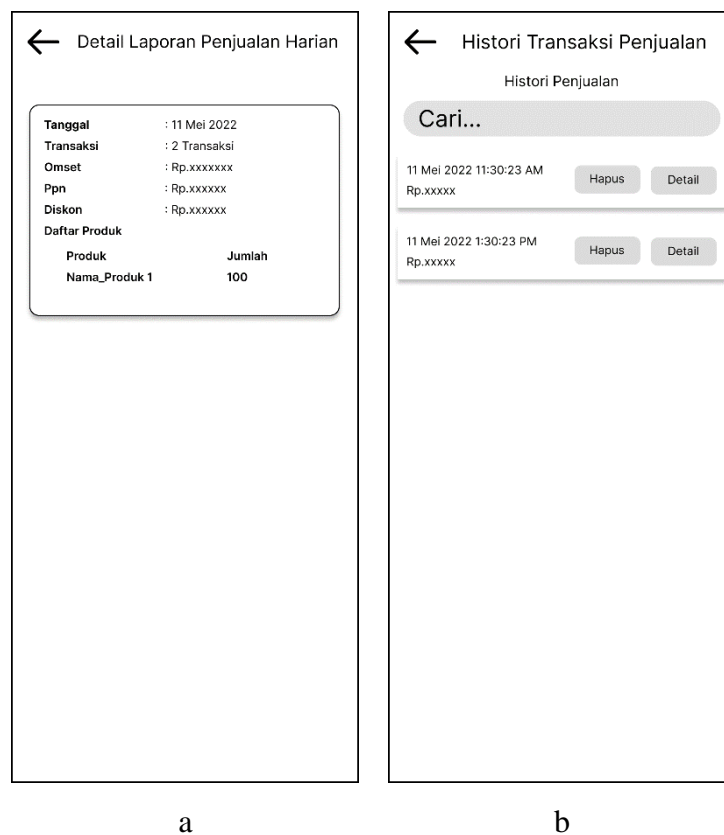 Detail Laporan Penjualan Harian
Tanggal : 11 Mei 2022
Transaksi : 2 Transaksi
Omset : Rp.xxxxxxx
Ppn : Rp.xxxxxx
Diskon : Rp.xxxxxx
Daftar Produk
Produk Jumlah
Nama_Produk 1 100
a
Histori Transaksi Penjualan
Histori Penjualan
Cari...
11 Mei 2022 11:30:23 AM
Rp.xxxxx
Hapus Detail
11 Mei 2022 1:30:23 PM
Rp.xxxxx
Hapus Detail
b